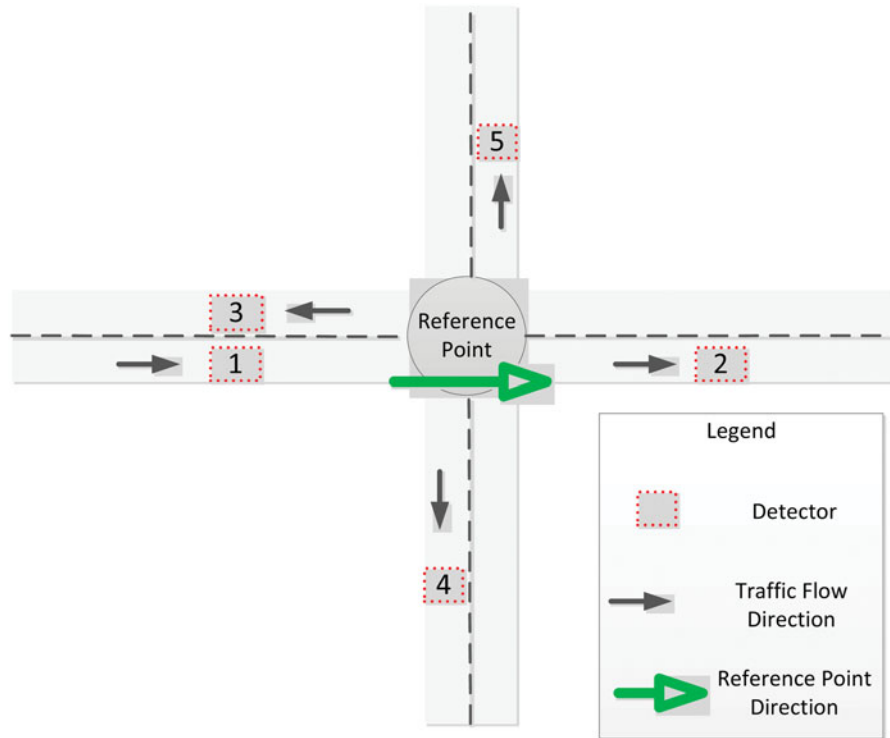 5
3
Reference
Point
1
2
4
Legend
Detector
Traffic Flow
Direction
Reference Point
Direction